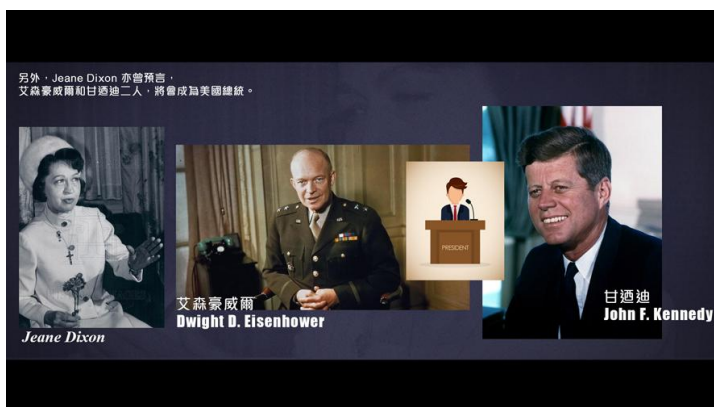 另外，Jeane Dixon 亦曾預言，
艾森豪威爾和甘迺迪二人，將會成為美國總統。
PRESIDENT
艾森豪威爾
Dwight D. Eisenhower
甘迺迪
John F. Kennedy
Jeane Dixon